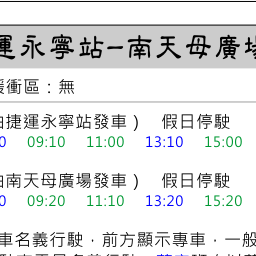 運永寧站–南天母廣場
緩衝區：無
由捷運永寧站發車） 假日停駛
0 09:10 11:00 13:10 15:00
由南天母廣場發車） 假日停駛
0 09:20 11:10 13:20 15:20
車名義行駛，前方顯示專車，一般